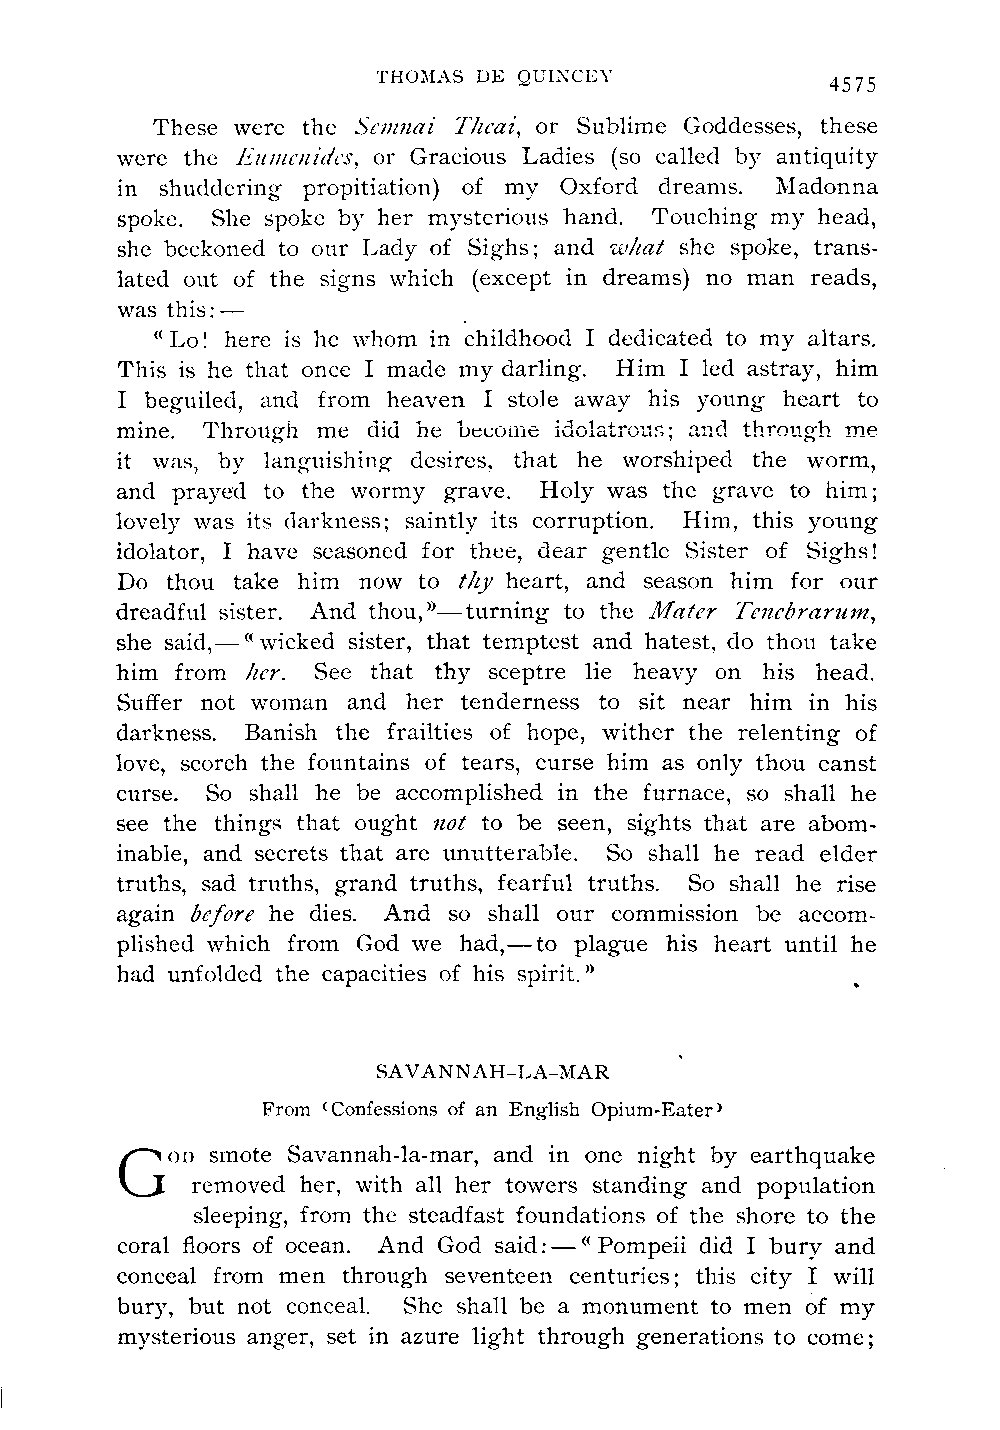 THOMAS DE QUINCEY
4575
These were the Semnai Theai, or Sublime Goddesses, these
were the Eumenides, or Gracious Ladies (so called by antiquity
in shuddering propitiation) of my Oxford dreams. Madonna
spoke. She spoke by her mysterious hand. Touching my head,
she beckoned to our Lady of Sighs; and what she spoke, trans-
lated out of the signs which (except in dreams) no man reads,
was this:—
“Lo! here is he whom in childhood I dedicated to my altars.
This is he that once I made my darling. Him I led astray, him
I beguiled, and from heaven I stole away his young heart to
mine. Through me did he become idolatrous; and through me
it was, by languishing desires, that he worshiped the worm,
and prayed to the wormy grave. Holy was the grave to him;
lovely was its darkness; saintly its corruption. Him, this young
idolator, I have seasoned for thee, dear gentle Sister of Sighs!
Do thou take him now to thy heart, and season him for our
dreadful sister. And thou,”—turning to the Mater Tenebrarum,
she said,—“wicked sister, that temptest and hatest, do thou take
him from her. See that thy sceptre lie heavy on his head.
Suffer not woman and her tenderness to sit near him in his
darkness. Banish the frailties of hope, wither the relenting of
love, scorch the fountains of tears, curse him as only thou canst
curse. So shall he be accomplished in the furnace, so shall he
see the things that ought not to be seen, sights that are abom-
inable, and secrets that are unutterable. So shall he read elder
truths, sad truths, grand truths, fearful truths. So shall he rise
again before he dies. And so shall our commission be accom-
plished which from God we had,—to plague his heart until he
had unfolded the capacities of his spirit.”
SAVANNAH-LA-MAR
From ‘Confessions of an English Opium-Eater’
GOD smote Savannah-la-mar, and in one night by earthquake
removed her, with all her towers standing and population
sleeping, from the steadfast foundations of the shore to the
coral floors of ocean. And God said:—“Pompeii did I bury and
conceal from men through seventeen centuries; this city I will
bury, but not conceal. She shall be a monument to men of my
mysterious anger, set in azure light through generations to come;